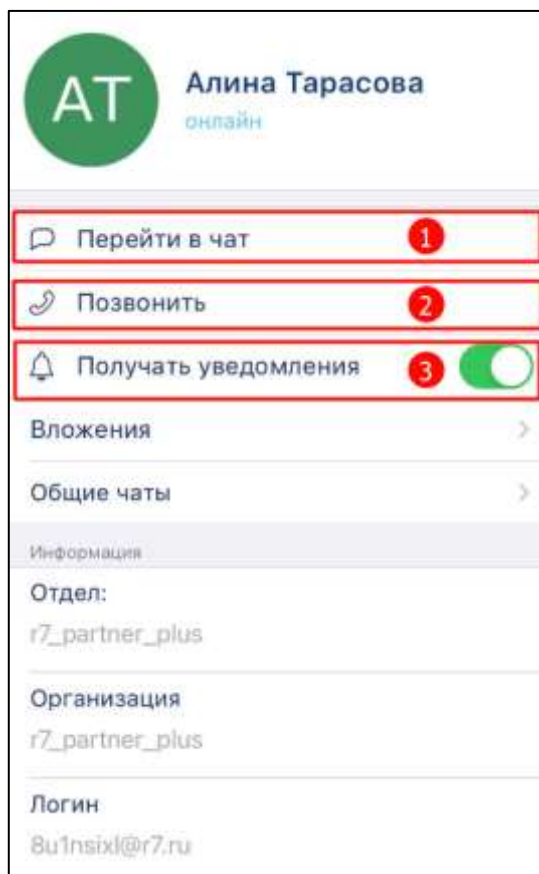 АТ
Алина Тарасова
онлайн
Перейти в чат 1
Позвонить 2
Получать уведомления 3
Вложения
Общие чаты
Информация
Отдел:
r7_partner_plus
Организация
r7_partner_plus
Логин
8u1nsixl@r7.ru